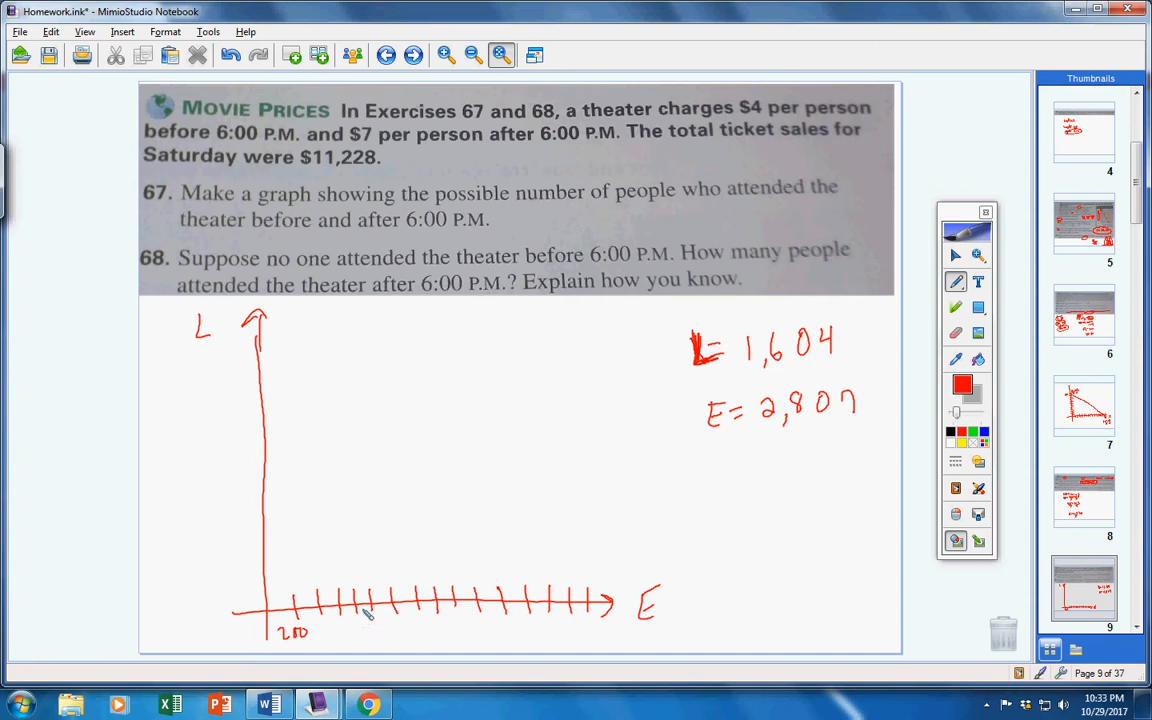 Homework.ink* - MimioStudio Notebook
File Edit View Insert Format Tools Help
MOVIE PRICES In Exercises 67 and 68, a theater charges $4 per person
before 6:00 P.M. and $7 per person after 6:00 P.M. The total ticket sales for
Saturday were $11,228.
67. Make a graph showing the possible number of people who attended the
theater before and after 6:00 P.M.
68. Suppose no one attended the theater before 6:00 P.M. How many people
attended the theater after 6:00 P.M.? Explain how you know.
L
L= 1,604
E= 2,807
E
200
Thumbnails
4
5
6
7
8
9
Page 9 of 37
10:33 PM
10/29/2017